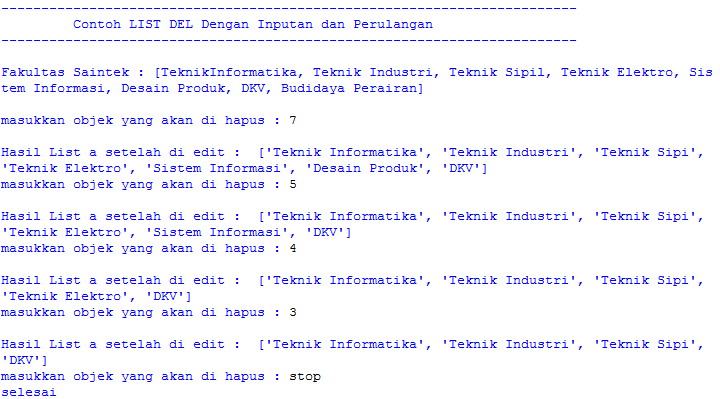 ------------------------------------------------------------------------
Contoh LIST DEL Dengan Inputan dan Perulangan
------------------------------------------------------------------------
Fakultas Saintek : [TeknikInformatika, Teknik Industri, Teknik Sipil, Teknik Elektro, Sis
tem Informasi, Desain Produk, DKV, Budidaya Perairan]
masukkan objek yang akan di hapus : 7
Hasil List a setelah di edit :  ['Teknik Informatika', 'Teknik Industri', 'Teknik Sipi',
'Teknik Elektro', 'Sistem Informasi', 'Desain Produk', 'DKV']
masukkan objek yang akan di hapus : 5
Hasil List a setelah di edit :  ['Teknik Informatika', 'Teknik Industri', 'Teknik Sipi',
'Teknik Elektro', 'Sistem Informasi', 'DKV']
masukkan objek yang akan di hapus : 4
Hasil List a setelah di edit :  ['Teknik Informatika', 'Teknik Industri', 'Teknik Sipi',
'Teknik Elektro', 'DKV']
masukkan objek yang akan di hapus : 3
Hasil List a setelah di edit :  ['Teknik Informatika', 'Teknik Industri', 'Teknik Sipi',
'DKV']
masukkan objek yang akan di hapus : stop
selesai